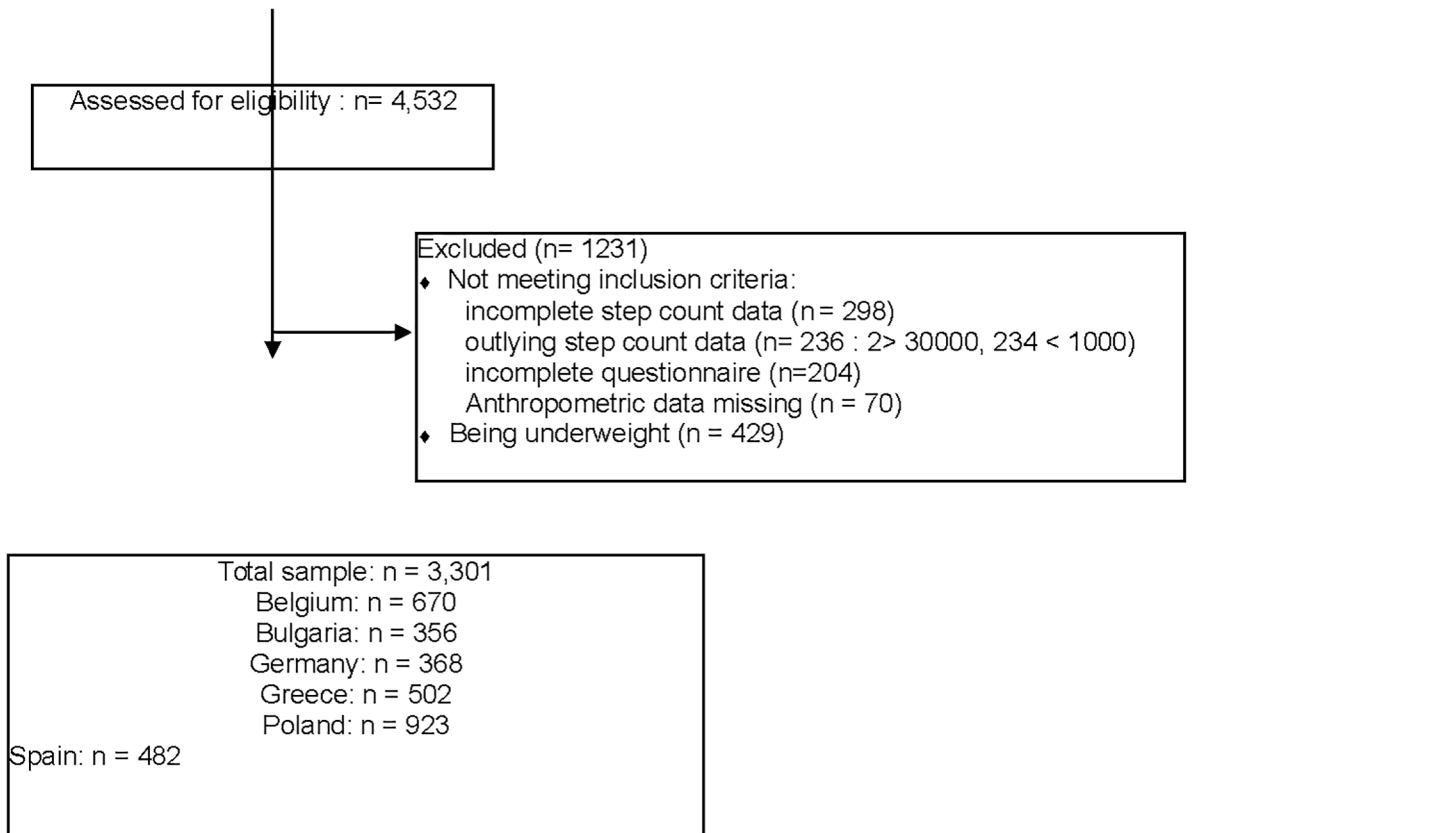 Assessed for eligibility : n= 4,532
Excluded (n= 1231)
♦ Not meeting inclusion criteria:
incomplete step count data (n = 298)
outlying step count data (n= 236 : 2> 30000, 234 < 1000)
incomplete questionnaire (n=204)
Anthropometric data missing (n = 70)
♦ Being underweight (n = 429)
Total sample: n = 3,301
Belgium: n = 670
Bulgaria: n = 356
Germany: n = 368
Greece: n = 502
Poland: n = 923
Spain: n = 482